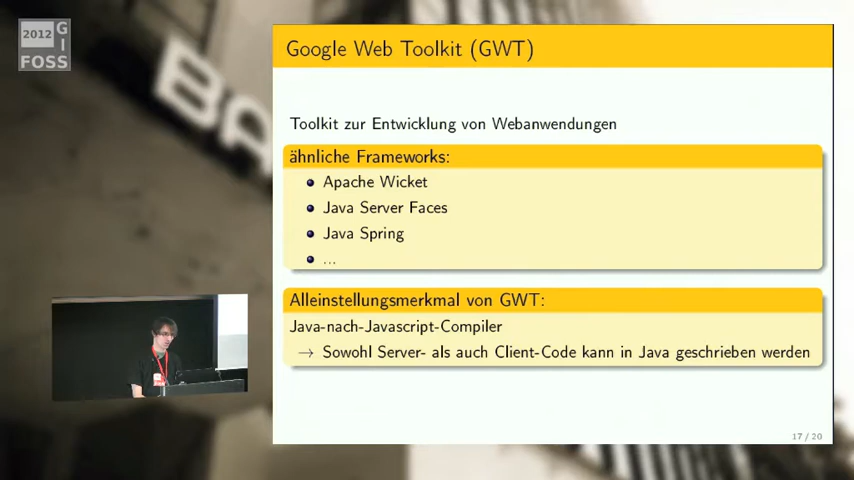 2012
G
I
FOSS
BA
Google Web Toolkit (GWT)
Toolkit zur Entwicklung von Webanwendungen
ähnliche Frameworks:
Apache Wicket
Java Server Faces
Java Spring
...
Alleinstellungsmerkmal von GWT:
Java-nach-Javascript-Compiler
→ Sowohl Server- als auch Client-Code kann in Java geschrieben werden
17 / 20